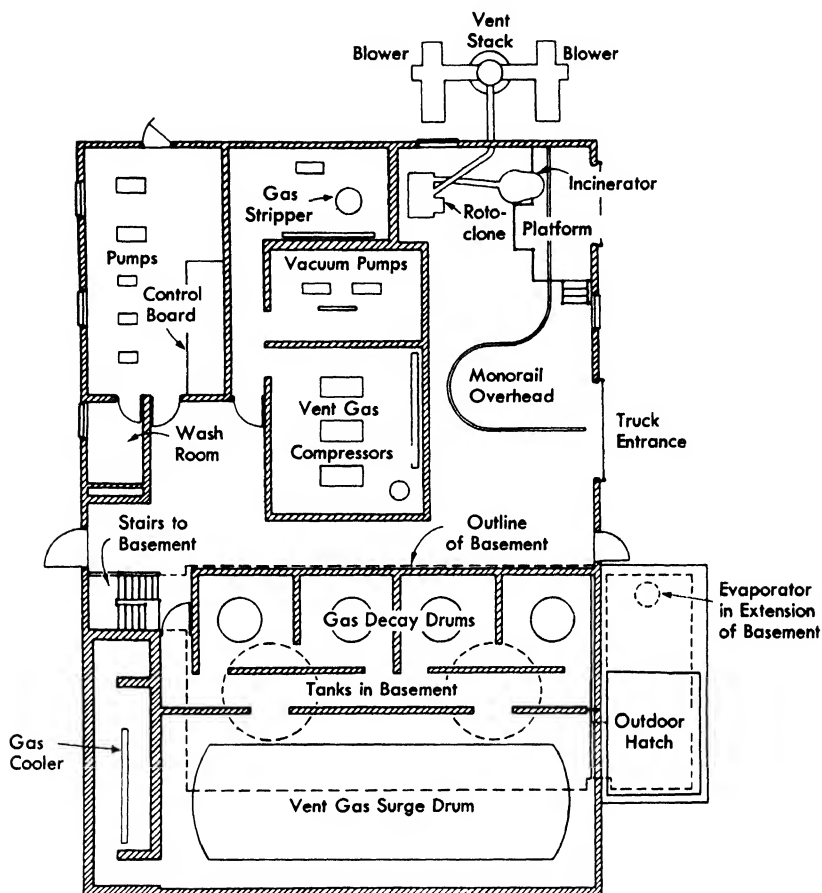 Vent
Stack
Blower
Blower
Gas
Stripper
Incinerator
Roto-
clone
Platform
Pumps
Vacuum Pumps
Control
Board
Monorail
Overhead
Vent Gas
Compressors
Truck
Entrance
Wash
Room
Stairs to
Basement
Outline
of Basement
Evaporator
in Extension
of Basement
Gas Decay Drums
Tanks in Basement
Outdoor
Hatch
Gas
Cooler
Vent Gas Surge Drum